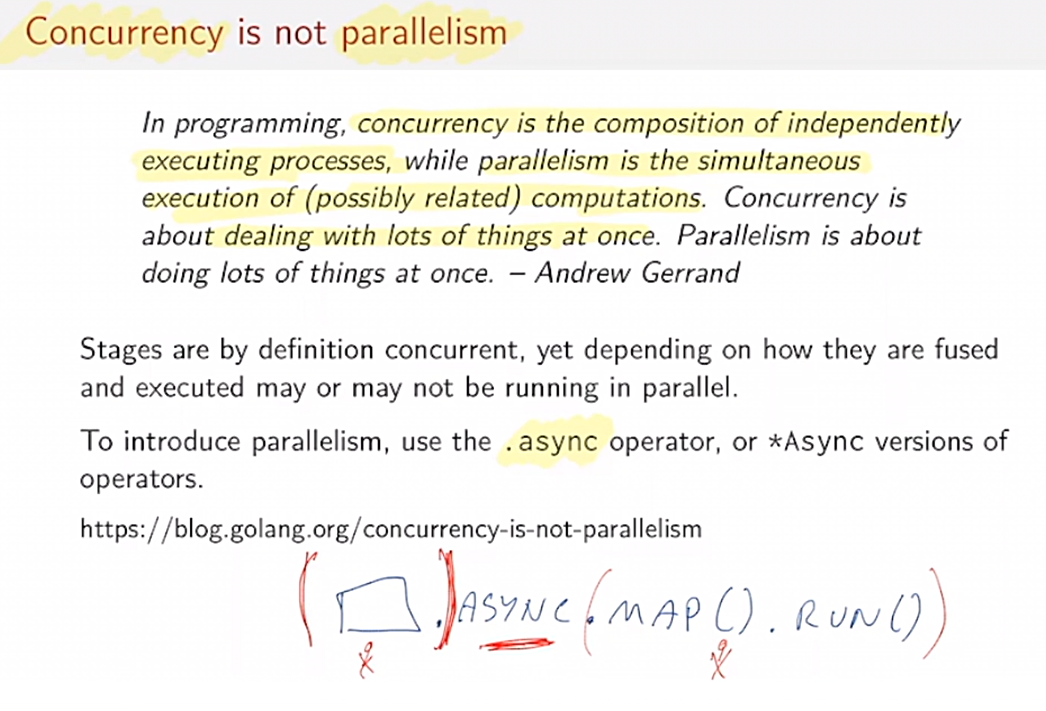 Concurrency is not parallelism
In programming, concurrency is the composition of independently
executing processes, while parallelism is the simultaneous
execution of (possibly related) computations. Concurrency is
about dealing with lots of things at once. Parallelism is about
doing lots of things at once. – Andrew Gerrand
Stages are by definition concurrent, yet depending on how they are fused
and executed may or may not be running in parallel.
To introduce parallelism, use the .async operator, or *Async versions of
operators.
https://blog.golang.org/concurrency-is-not-parallelism
( .)ASYNC(.MAP().RUN())